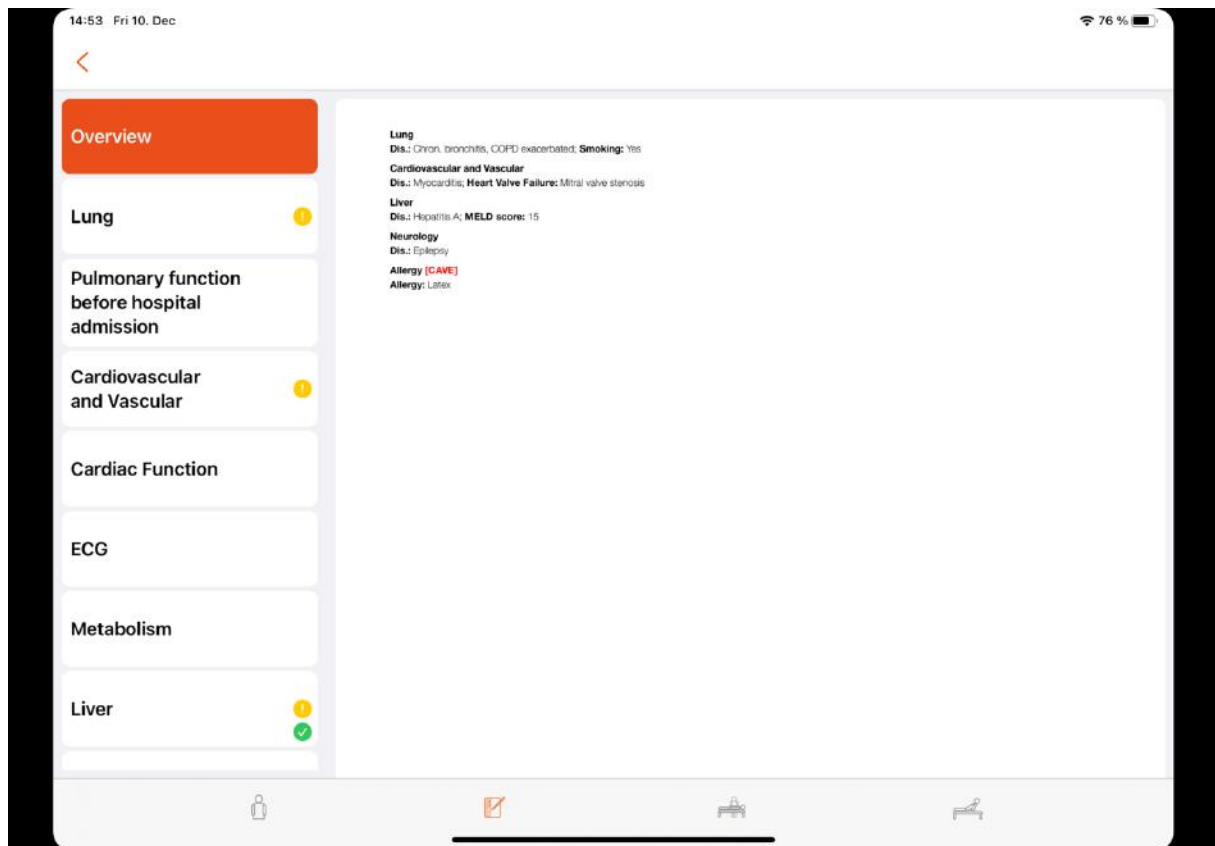 14:53 Fri 10. Dec
76 %
Overview
Lung
Pulmonary function
before hospital
admission
Cardiovascular
and Vascular
Cardiac Function
ECG
Metabolism
Liver
Lung
Dis.: Chron. bronchitis, COPD exacerbated; Smoking: Yes
Cardiovascular and Vascular
Dis.: Myocarditis; Heart Valve Failure: Mitral valve stenosis
Liver
Dis.: Hepatitis A; MELD score: 15
Neurology
Dis.: Epilepsy
Allergy [CAVE]
Allergy: Latex